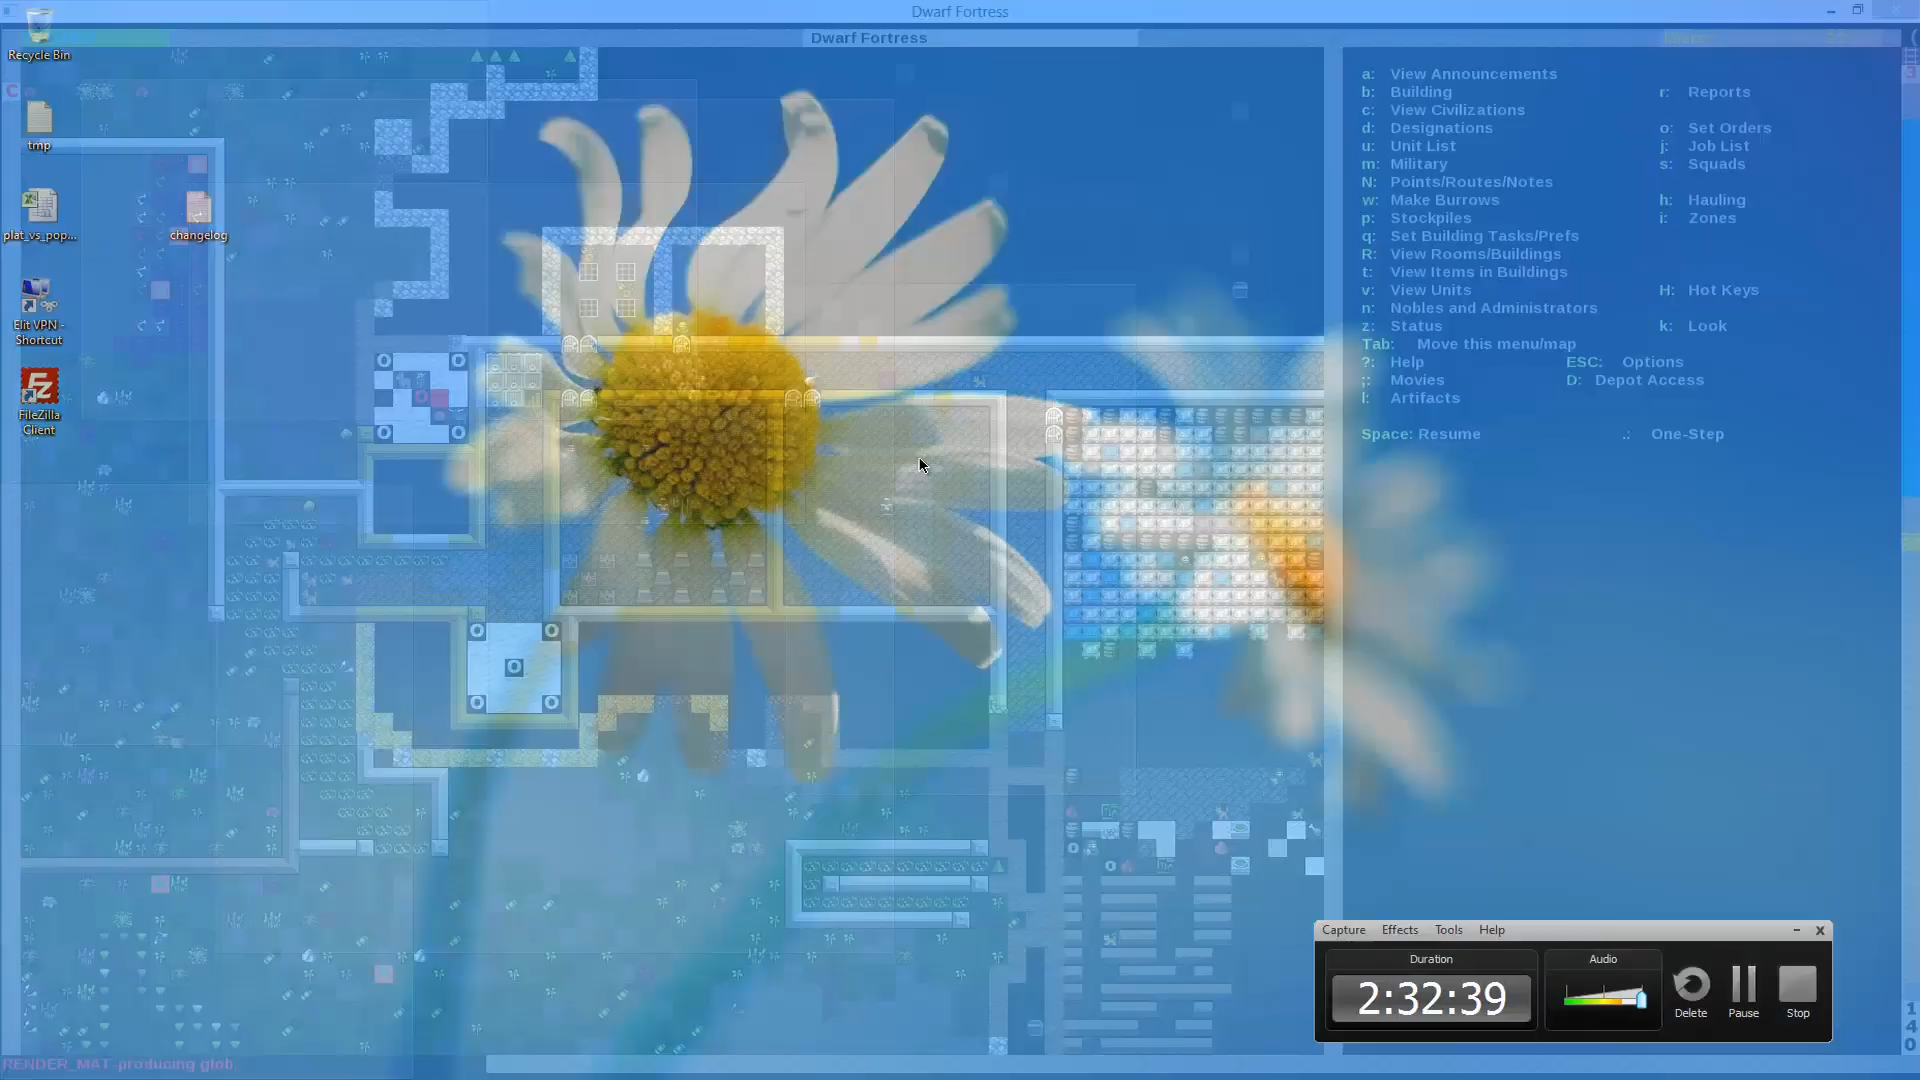 Dwarf Fortress
Dwarf Fortress
Recycle Bin
tmp
plat_vs_pop...
changelog
Elit VPN -
Shortcut
FileZilla
Client
a: View Announcements
b: Building r: Reports
c: View Civilizations
d: Designations o: Set Orders
u: Unit List j: Job List
m: Military s: Squads
N: Points/Routes/Notes
w: Make Burrows h: Hauling
p: Stockpiles i: Zones
q: Set Building Tasks/Prefs
R: View Rooms/Buildings
t: View Items in Buildings
v: View Units H: Hot Keys
n: Nobles and Administrators
z: Status k: Look
Tab: Move this menu/map
?: Help ESC: Options
;: Movies D: Depot Access
l: Artifacts
Space: Resume .: One-Step
Capture Effects Tools Help
Duration Audio
2:32:39
Delete Pause Stop
RENDER_MAT producing glob
1
4
0